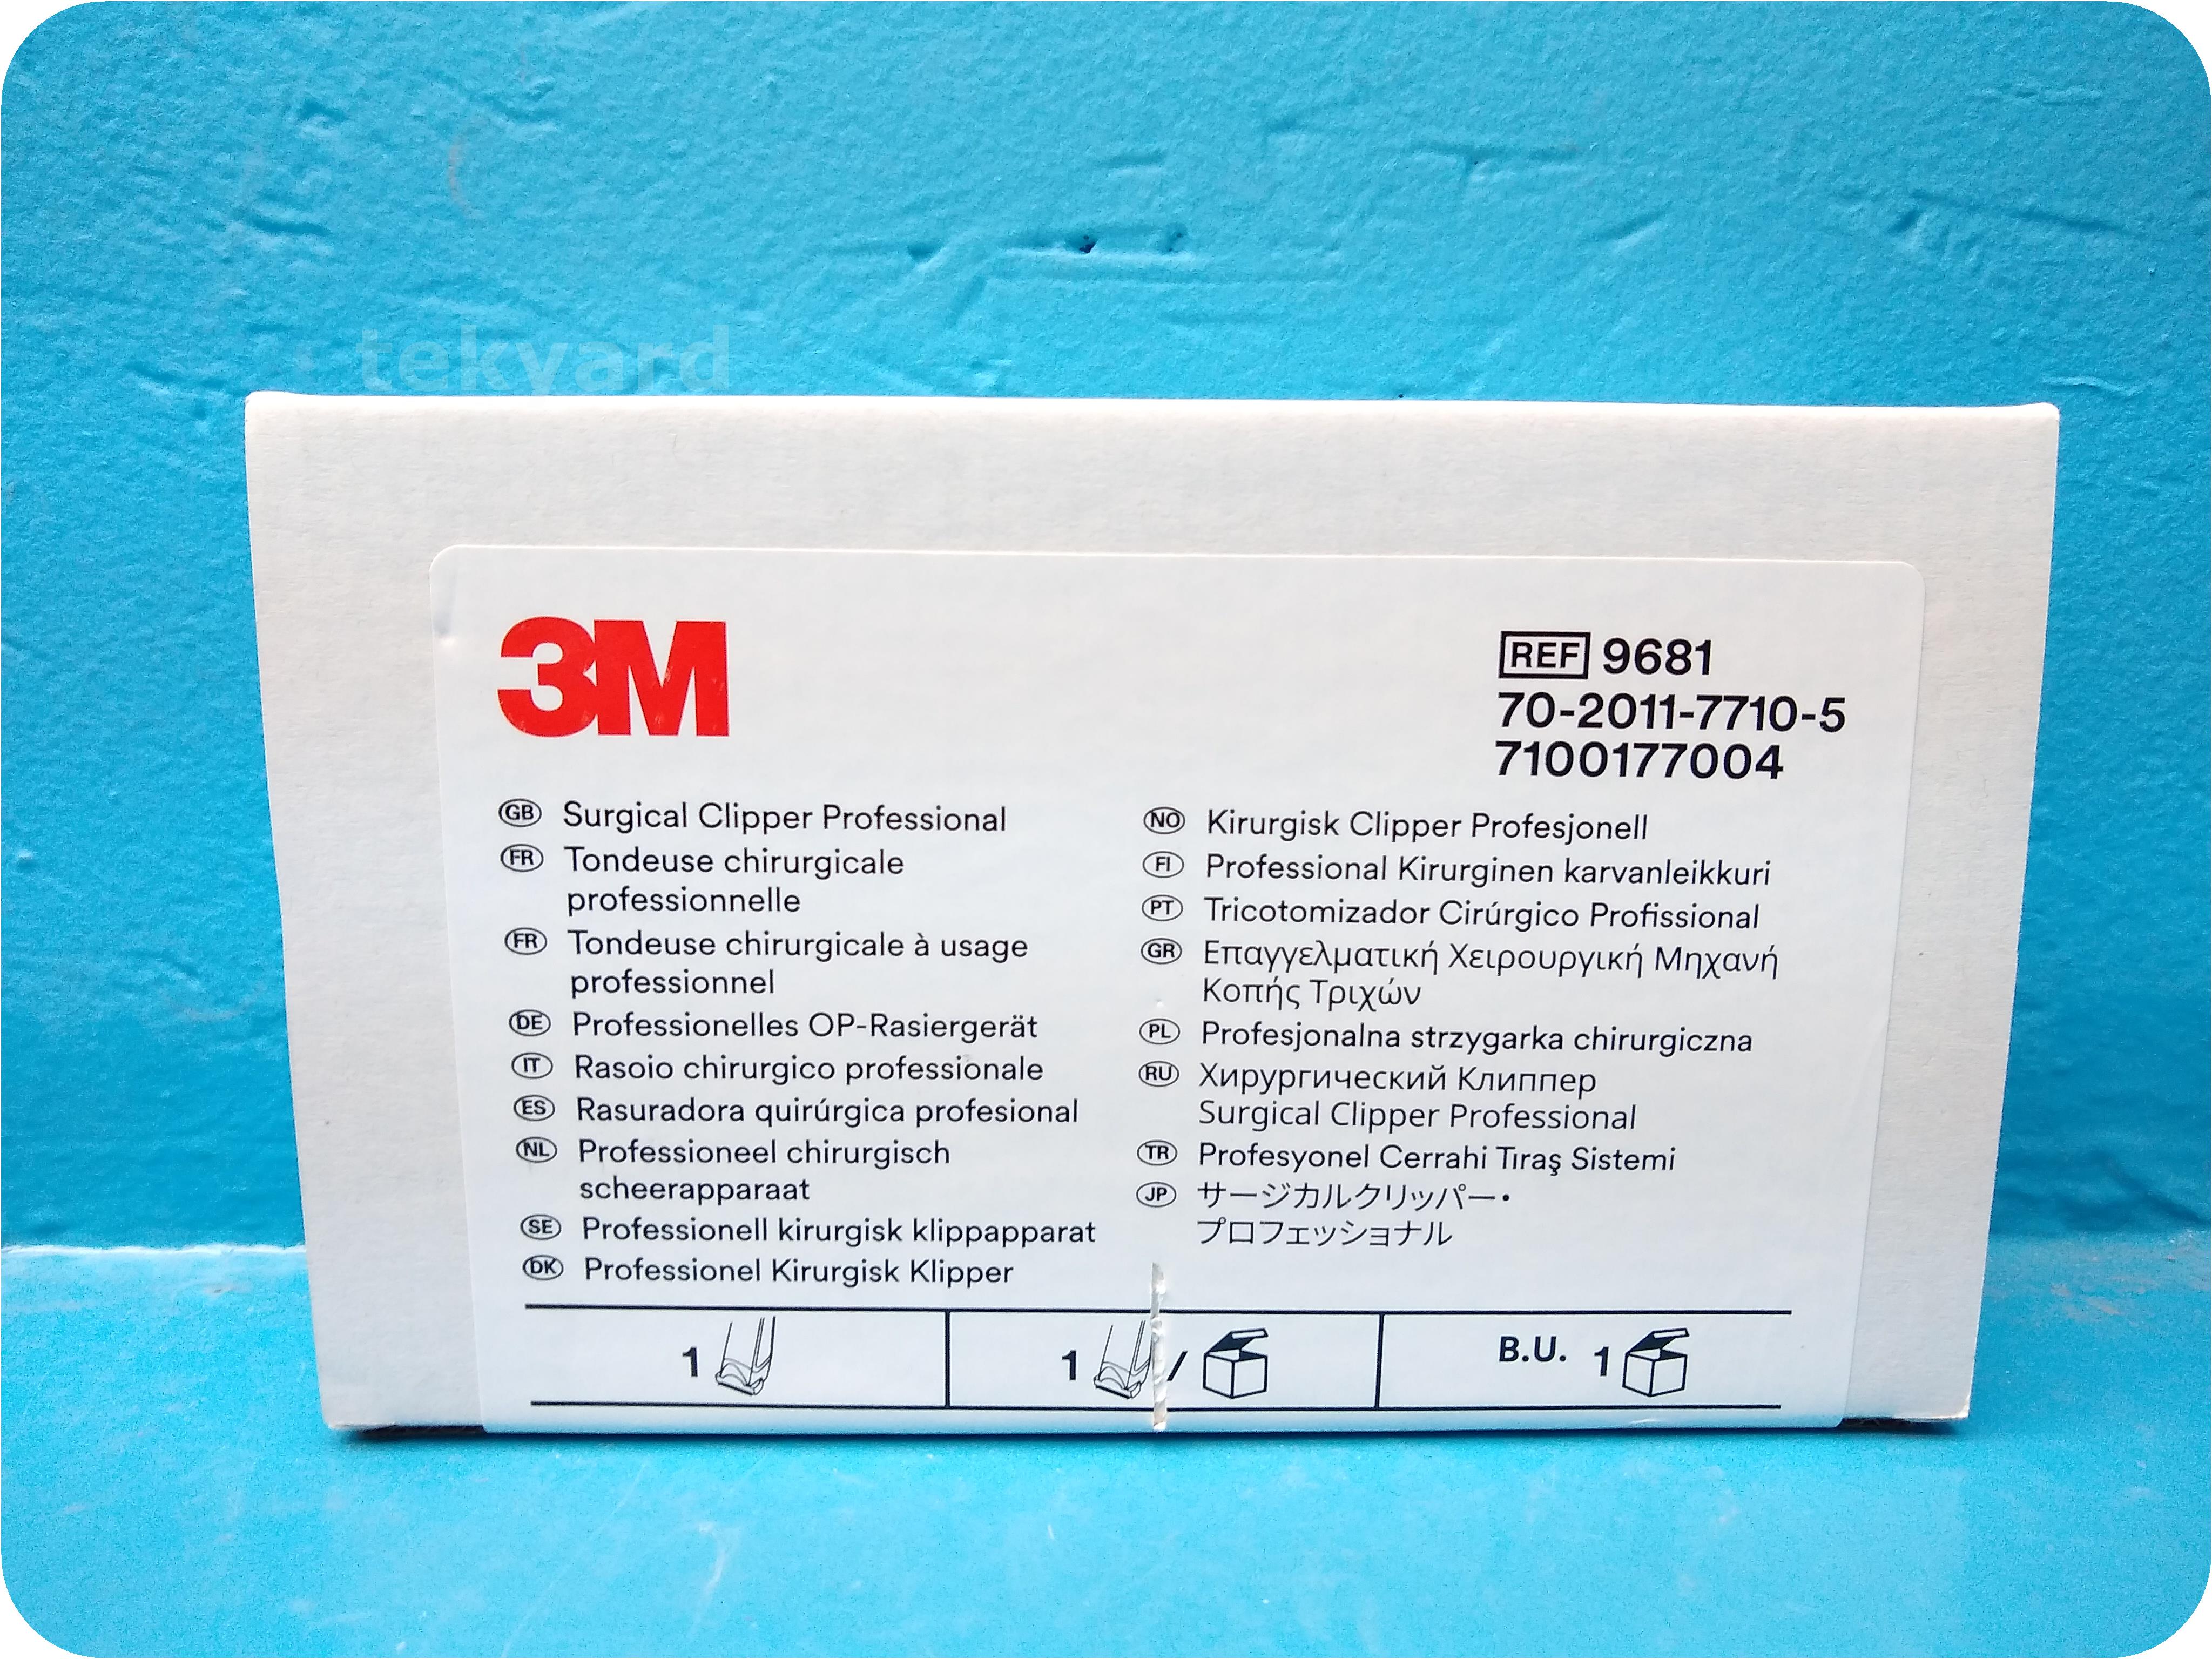 tekyard
3M
REF 9681
70-2011-7710-5
7100177004
GB Surgical Clipper Professional
FR Tondeuse chirurgicale
professionnelle
FR Tondeuse chirurgicale à usage
professionnel
DE Professionelles OP-Rasiergerät
IT Rasoio chirurgico professionale
ES Rasuradora quirúrgica profesional
NL Professioneel chirurgisch
scheerapparaat
SE Professionell kirurgisk klippapparat
DK Professionel Kirurgisk Klipper
NO Kirurgisk Clipper Profesjonell
FI Professional Kirurginen karvanleikkuri
PT Tricotomizador Cirúrgico Profissional
GR Επαγγελματική Χειρουργική Μηχανή
Κοπής Τριχών
PL Profesjonalna strzygarka chirurgiczna
RU Хирургический Клиппер
Surgical Clipper Professional
TR Profesyonel Cerrahi Tıraş Sistemi
JP サージカルクリッパー・
プロフェッショナル
1
1 /
B.U. 1